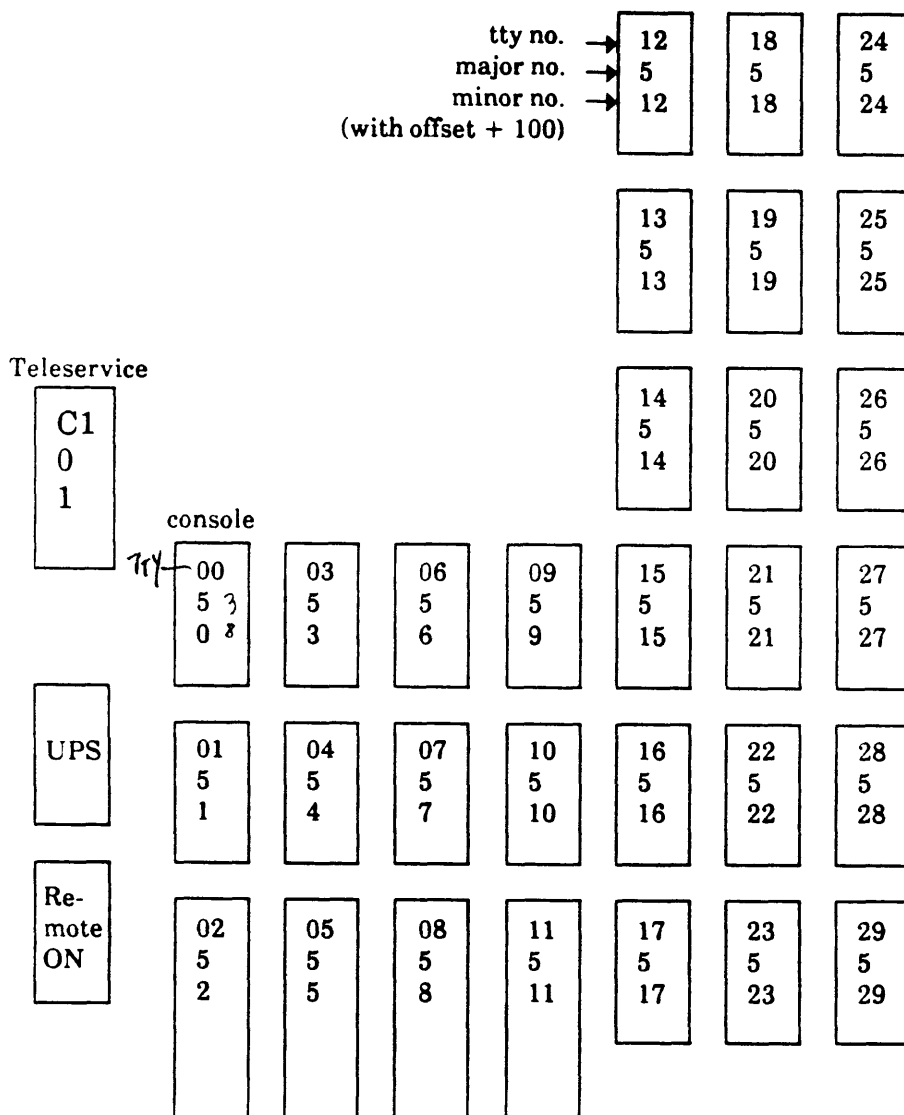 tty no. 12 18 24
major no. 5 5 5
minor no. 12 18 24
(with offset + 100)
13 19 25
5 5 5
13 19 25
Teleservice
14 20 26
5 5 5
14 20 26
C1
0
1
console
TTY 00 03 06 09 15 21 27
5 3 5 5 5 5 5 5
0 8 3 6 9 15 21 27
UPS
01 04 07 10 16 22 28
5 5 5 5 5 5 5
1 4 7 10 16 22 28
Re-
mote
ON
02 05 08 11 17 23 29
5 5 5 5 5 5 5
2 5 8 11 17 23 29